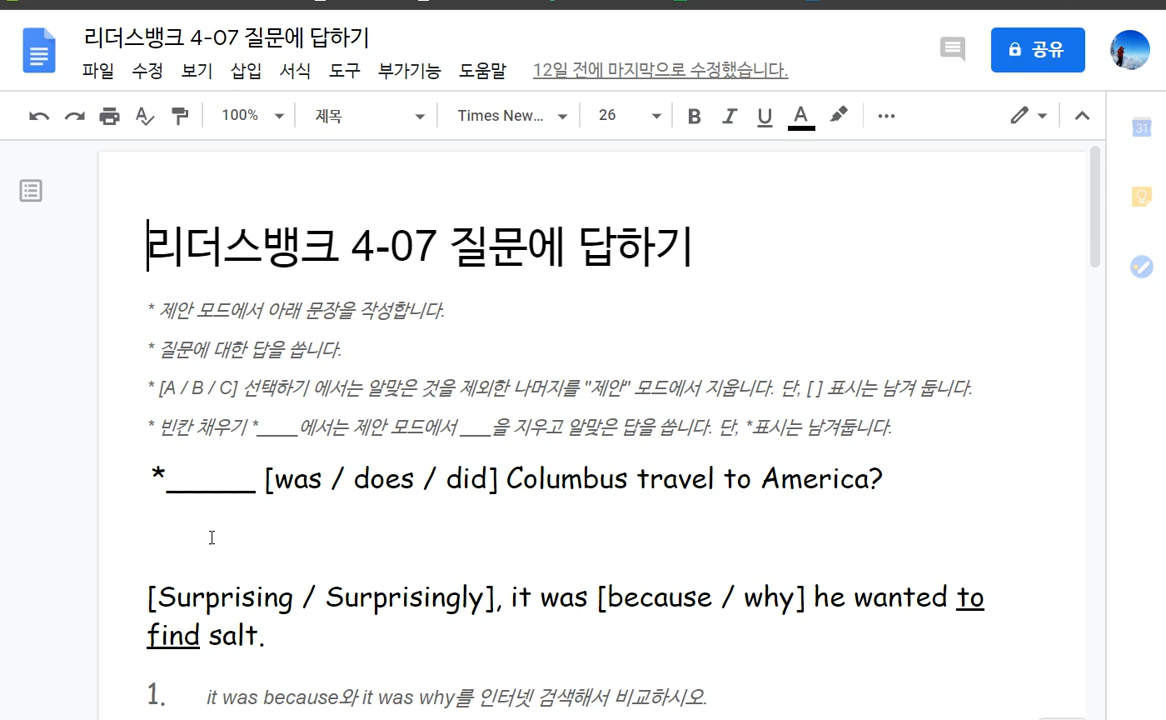 리더스뱅크 4-07 질문에 답하기
파일 수정 보기 삽입 서식 도구 부가기능 도움말 12일 전에 마지막으로 수정했습니다.
공유
100% 제목 Times New... 26 B I U A
31
리더스뱅크 4-07 질문에 답하기
* 제안 모드에서 아래 문장을 작성합니다.
* 질문에 대한 답을 씁니다.
* [A / B / C] 선택하기 에서는 알맞은 것을 제외한 나머지를 "제안" 모드에서 지웁니다. 단, [ ] 표시는 남겨 둡니다.
* 빈칸 채우기 *____에서는 제안 모드에서 ___을 지우고 알맞은 답을 씁니다. 단, *표시는 남겨둡니다.
*_____ [was / does / did] Columbus travel to America?
[Surprising / Surprisingly], it was [because / why] he wanted to
find salt.
1. it was because와 it was why를 인터넷 검색해서 비교하시오.